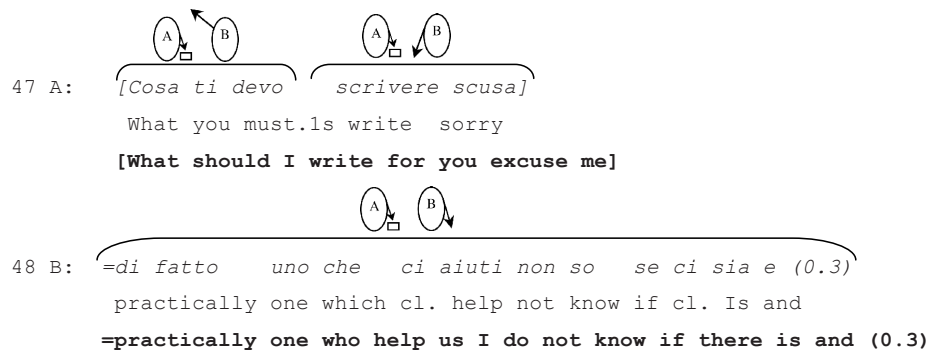 A B A B
47 A: [Cosa ti devo scrivere scusa]
What you must.1s write sorry
[What should I write for you excuse me]
A B
48 B: =di fatto uno che ci aiuti non so se ci sia e (0.3)
practically one which cl. help not know if cl. Is and
=practically one who help us I do not know if there is and (0.3)